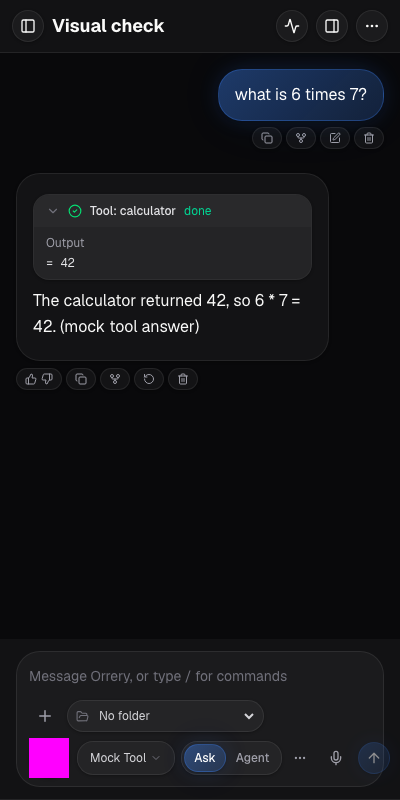 Visual check
what is 6 times 7?
Tool: calculator done
Output
= 42
The calculator returned 42, so 6 * 7 =
42. (mock tool answer)
Message Orrery, or type / for commands
No folder
Mock Tool
Ask
Agent